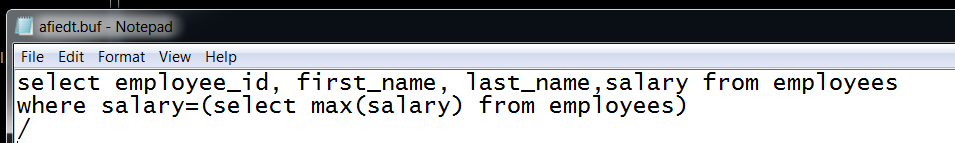 afiedt.buf - Notepad
File Edit Format View Help
select employee_id, first_name, last_name,salary from employees
where salary=(select max(salary) from employees)
/